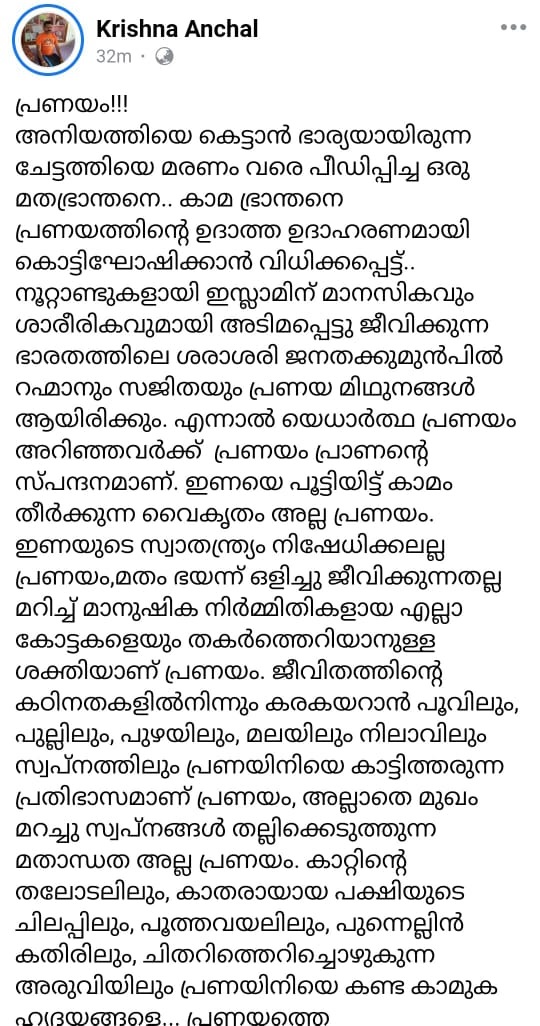 Krishna Anchal
32m
പ്രണയം!!!
അനിയത്തിയെ കെട്ടാൻ ഭാര്യയായിരുന്ന
ചേട്ടത്തിയെ മരണം വരെ പീഡിപ്പിച്ച ഒരു
മതഭ്രാന്തനെ.. കാമ ഭ്രാന്തനെ
പ്രണയത്തിന്റെ ഉദാത്ത ഉദാഹരണമായി
കൊട്ടിഘോഷിക്കാൻ വിധിക്കപ്പെട്ട്..
നൂറ്റാണ്ടുകളായി ഇസ്ലാമിന് മാനസികവും
ശാരീരികവുമായി അടിമപ്പെട്ടു ജീവിക്കുന്ന
ഭാരതത്തിലെ ശരാശരി ജനതക്കുമുൻപിൽ
റഹ്മാനും സജിതയും പ്രണയ മിഥുനങ്ങൾ
ആയിരിക്കും. എന്നാൽ യെധാർത്ഥ പ്രണയം
അറിഞ്ഞവർക്ക് പ്രണയം പ്രാണന്റെ
സ്പന്ദനമാണ്. ഇണയെ പൂട്ടിയിട്ട് കാമം
തീർക്കുന്ന വൈകൃതം അല്ല പ്രണയം.
ഇണയുടെ സ്വാതന്ത്ര്യം നിഷേധിക്കലല്ല
പ്രണയം,മതം ഭയന്ന് ഒളിച്ചു ജീവിക്കുന്നതല്ല
മറിച്ച് മാനുഷിക നിർമ്മിതികളായ എല്ലാ
കോട്ടകളെയും തകർത്തെറിയാനുള്ള
ശക്തിയാണ് പ്രണയം. ജീവിതത്തിന്റെ
കഠിനതകളിൽനിന്നും കരകയറാൻ പൂവിലും,
പുല്ലിലും, പുഴയിലും, മലയിലും നിലാവിലും
സ്വപ്നത്തിലും പ്രണയിനിയെ കാട്ടിത്തരുന്ന
പ്രതിഭാസമാണ് പ്രണയം, അല്ലാതെ മുഖം
മറച്ചു സ്വപ്നങ്ങൾ തല്ലിക്കെടുത്തുന്ന
മതാന്ധത അല്ല പ്രണയം. കാറ്റിന്റെ
തലോടലിലും, കാതരായായ പക്ഷിയുടെ
ചിലപ്പിലും, പൂത്തവയലിലും, പുന്നെല്ലിൻ
കതിരിലും, ചിതറിത്തെറിച്ചൊഴുകുന്ന
അരുവിയിലും പ്രണയിനിയെ കണ്ട കാമുക
ഹൃദയങ്ങളെ... പ്രണയത്തെ